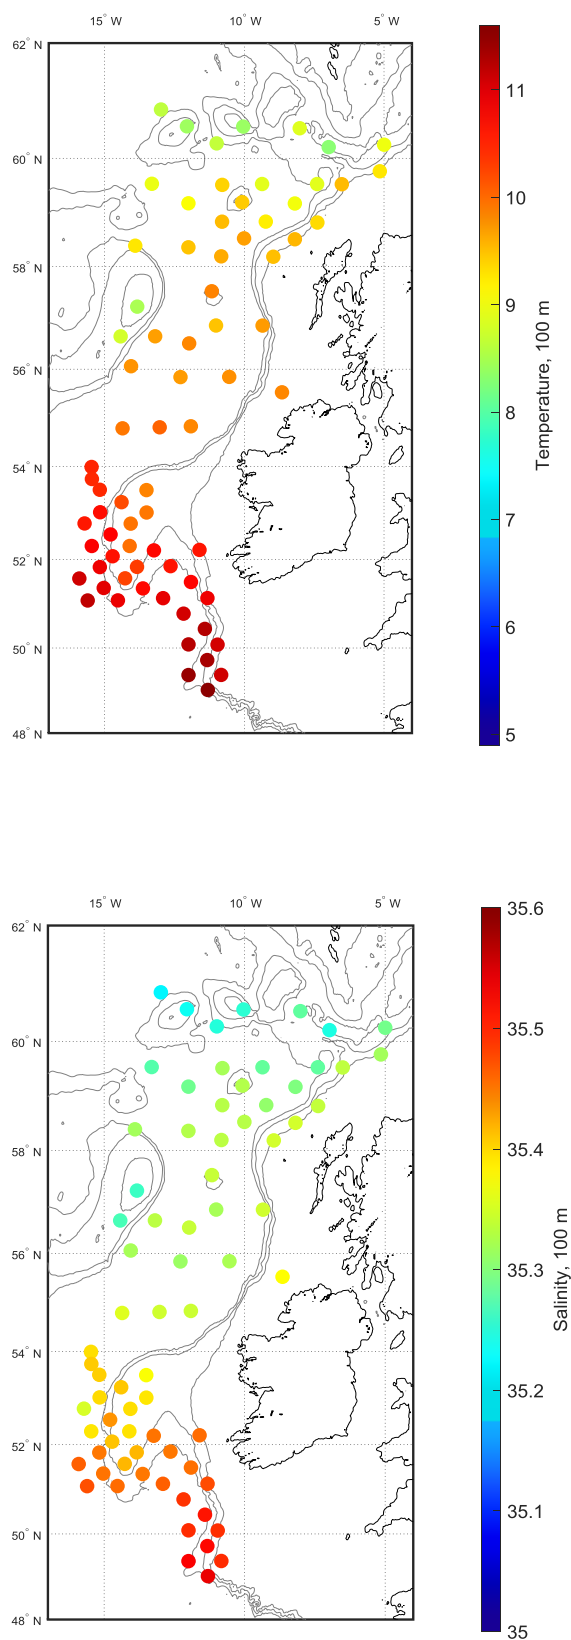 15° W 10° W 5° W
62° N
60° N
58° N
56° N
54° N
52° N
50° N
48° N
11
10
9
8
7
6
5
Temperature, 100 m
15° W 10° W 5° W
62° N
60° N
58° N
56° N
54° N
52° N
50° N
48° N
35.6
35.5
35.4
35.3
35.2
35.1
35
Salinity, 100 m